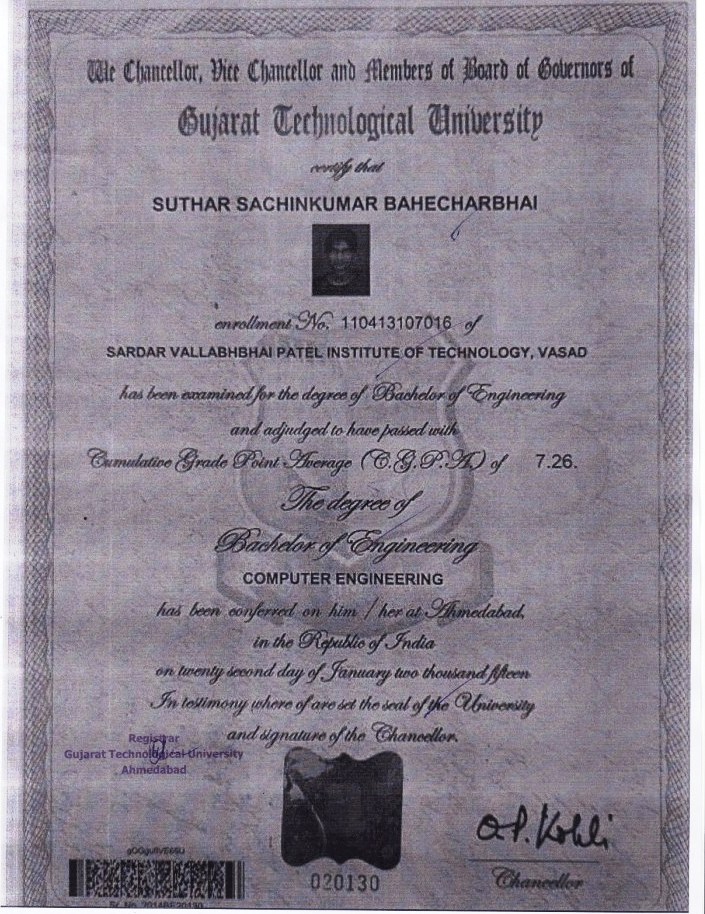 We Chancellor, Vice Chancellor and Members of Board of Governors of
Gujarat Technological University
certify that
SUTHAR SACHINKUMAR BAHECHARBHAI
enrollment No. 110413107016 of
SARDAR VALLABHBHAI PATEL INSTITUTE OF TECHNOLOGY, VASAD
has been examined for the degree of Bachelor of Engineering
and adjudged to have passed with
Cumulative Grade Point Average (C.G.P.A.) of 7.26.
The degree of
Bachelor of Engineering
COMPUTER ENGINEERING
has been conferred on him / her at Ahmedabad,
in the Republic of India
on twenty second day of January two thousand fifteen
In testimony where of are set the seal of the University
and signature of the Chancellor.
Registrar
Gujarat Technological University
Ahmedabad
O.P. Kohli
Chancellor
020130